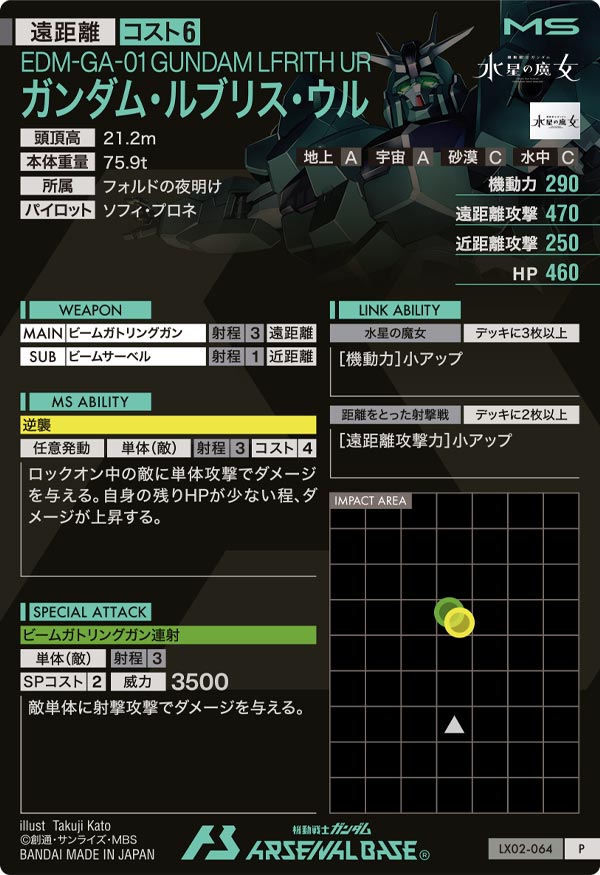 遠距離 コスト6
MS
EDM-GA-01 GUNDAM LFRITH UR
ガンダム・ルブリス・ウル
機動戦士ガンダム
水星の魔女
水星の魔女
頭頂高 21.2m
本体重量 75.9t
所属 フォルドの夜明け
パイロット ソフィ・プロネ
地上 A 宇宙 A 砂漠 C 水中 C
機動力 290
遠距離攻撃 470
近距離攻撃 250
HP 460
WEAPON
MAIN ビームガトリングガン 射程 3 遠距離
SUB ビームサーベル 射程 1 近距離
MS ABILITY
逆襲
任意発動 単体(敵) 射程 3 コスト 4
ロックオン中の敵に単体攻撃でダメージ
を与える。自身の残りHPが少ない程、ダ
メージが上昇する。
SPECIAL ATTACK
ビームガトリングガン連射
単体(敵) 射程 3
SPコスト 2 威力 3500
敵単体に射撃攻撃でダメージを与える。
LINK ABILITY
水星の魔女 デッキに3枚以上
[機動力]小アップ
距離をとった射撃戦 デッキに2枚以上
[遠距離攻撃力]小アップ
IMPACT AREA
illust Takuji Kato
©創通・サンライズ・MBS
BANDAI MADE IN JAPAN
機動戦士ガンダム
AB ARSENAL BASE®
LX02-064 P